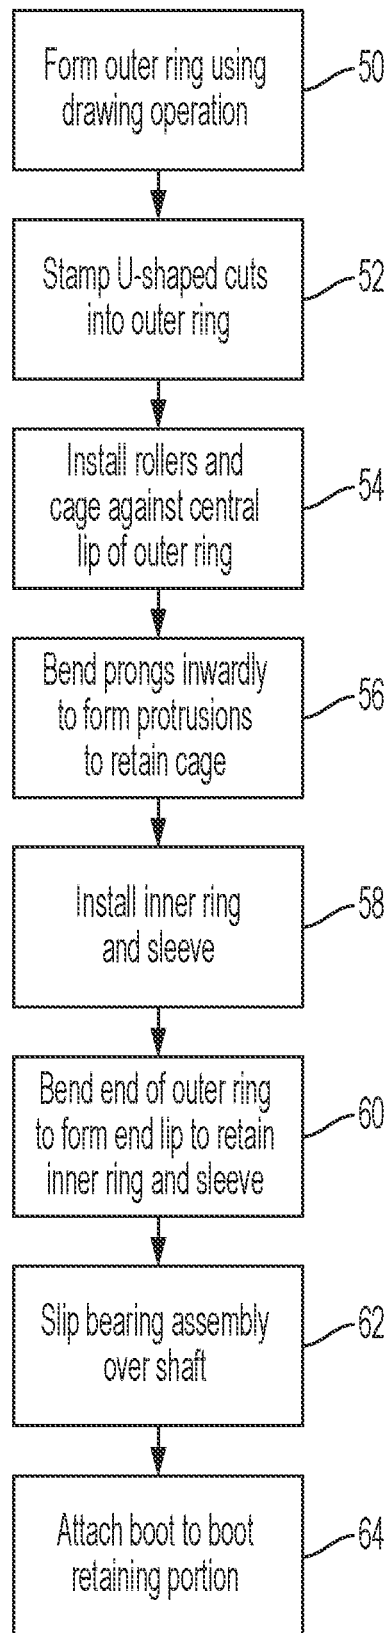 Form outer ring using
drawing operation
50
Stamp U-shaped cuts
into outer ring
52
Install rollers and
cage against central
lip of outer ring
54
Bend prongs inwardly
to form protrusions
to retain cage
56
Install inner ring
and sleeve
58
Bend end of outer ring
to form end lip to retain
inner ring and sleeve
60
Slip bearing assembly
over shaft
62
Attach boot to boot
retaining portion
64